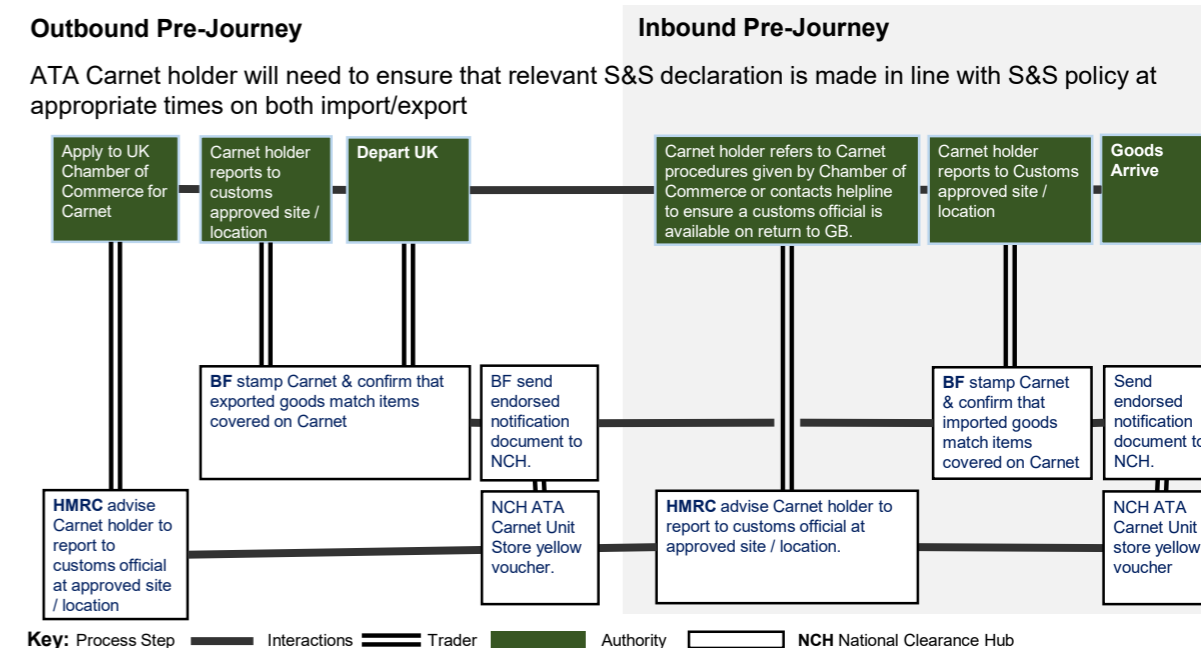 Outbound Pre-Journey
Inbound Pre-Journey
ATA Carnet holder will need to ensure that relevant S&S declaration is made in line with S&S policy at
appropriate times on both import/export
Apply to UK
Chamber of
Commerce for
Carnet
Carnet holder
reports to
customs
approved site /
location
Depart UK
Carnet holder refers to Carnet
procedures given by Chamber of
Commerce or contacts helpline
to ensure a customs official is
available on return to GB.
Carnet holder
reports to Customs
approved site /
location
Goods
Arrive
BF stamp Carnet & confirm that
exported goods match items
covered on Carnet
BF send
endorsed
notification
document to
NCH.
BF stamp Carnet
& confirm that
imported goods
match items
covered on Carnet
Send
endorsed
notification
document to
NCH.
HMRC advise
Carnet holder to
report to
customs official
at approved site
/ location
NCH ATA
Carnet Unit
Store yellow
voucher.
HMRC advise Carnet holder to
report to customs official at
approved site / location.
NCH ATA
Carnet Unit
store yellow
voucher
Key: Process Step Interactions Trader Authority NCH National Clearance Hub